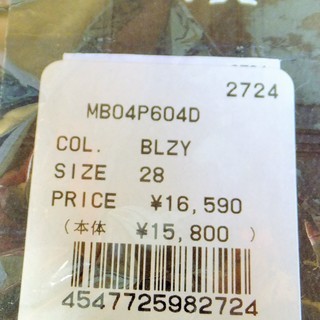 2724
MB04P604D
COL. BLZY
SIZE 28
PRICE ¥16,590
(本体 ¥15,800)
4547725982724